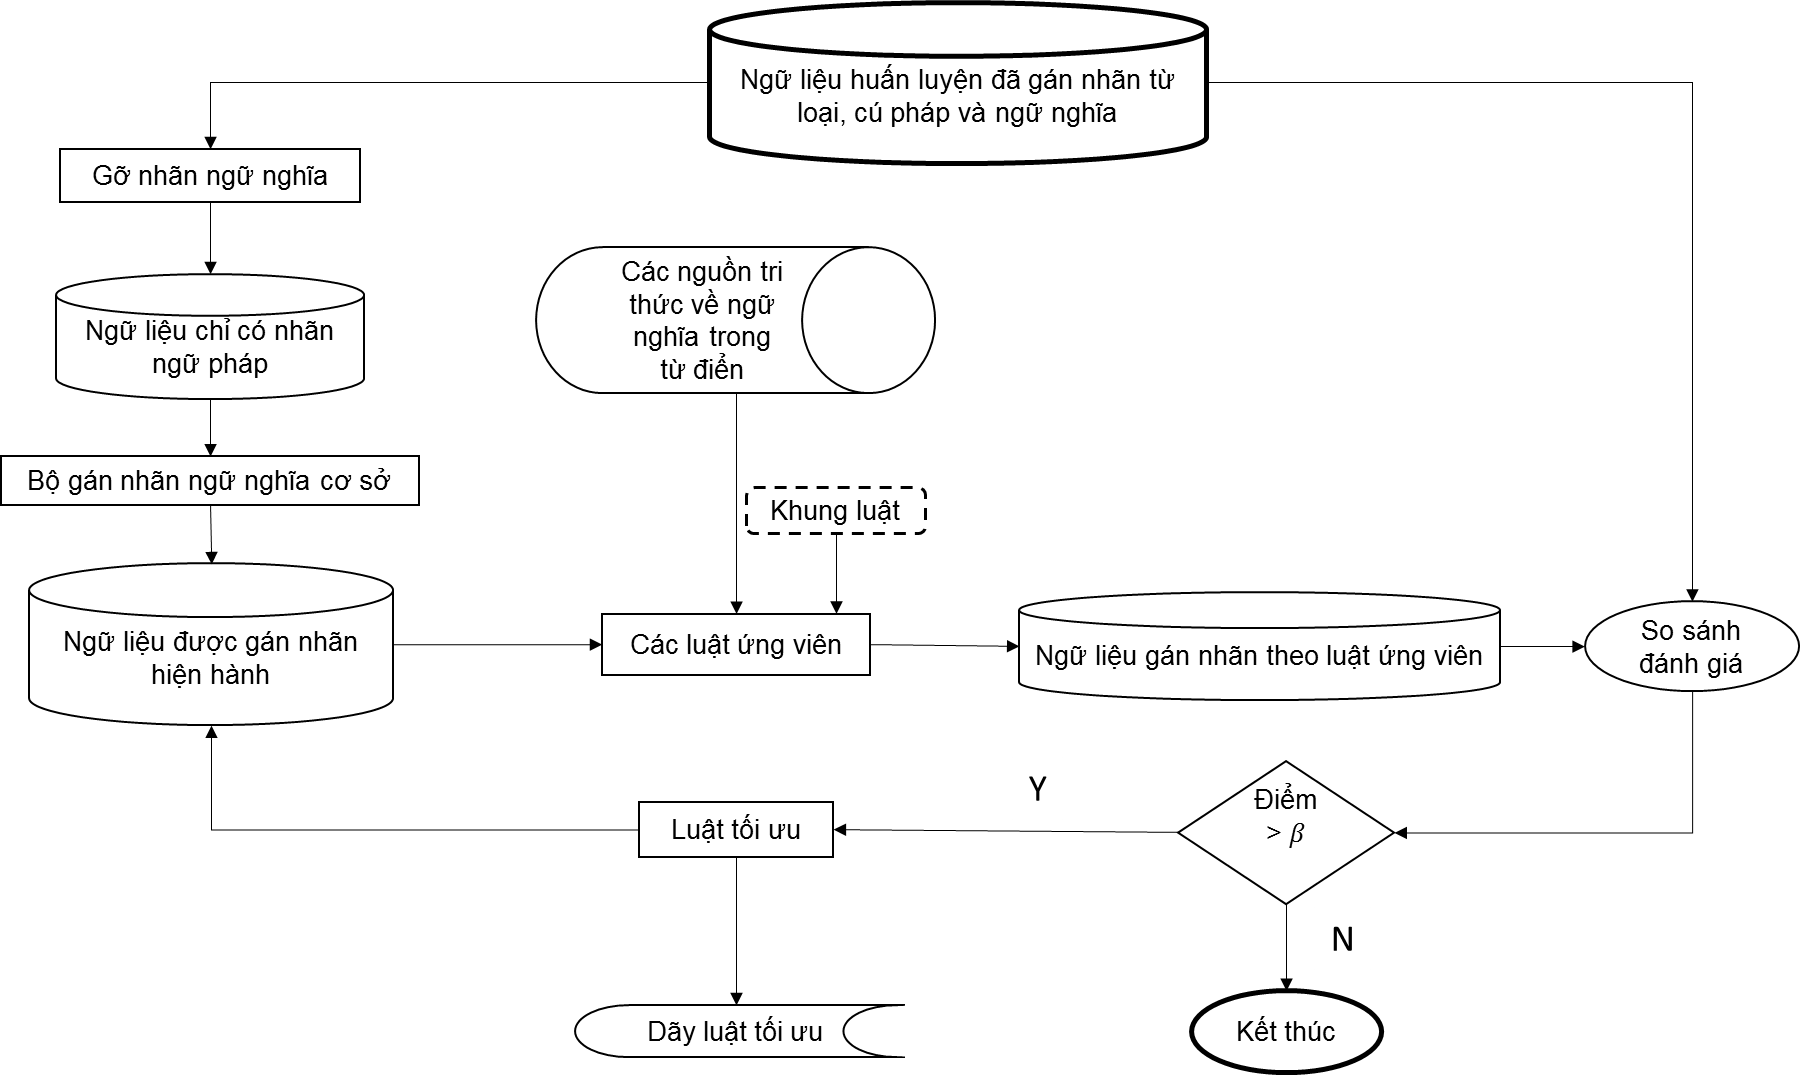 Ngữ liệu huấn luyện đã gán nhãn từ
loại, cú pháp và ngữ nghĩa
Gỡ nhãn ngữ nghĩa
Ngữ liệu chỉ có nhãn
ngữ pháp
Các nguồn tri
thức về ngữ
nghĩa trong
từ điển
Bộ gán nhãn ngữ nghĩa cơ sở
Khung luật
Ngữ liệu được gán nhãn
hiện hành
Các luật ứng viên
Ngữ liệu gán nhãn theo luật ứng viên
So sánh
đánh giá
Y
Điểm
> β
Luật tối ưu
N
Dãy luật tối ưu
Kết thúc